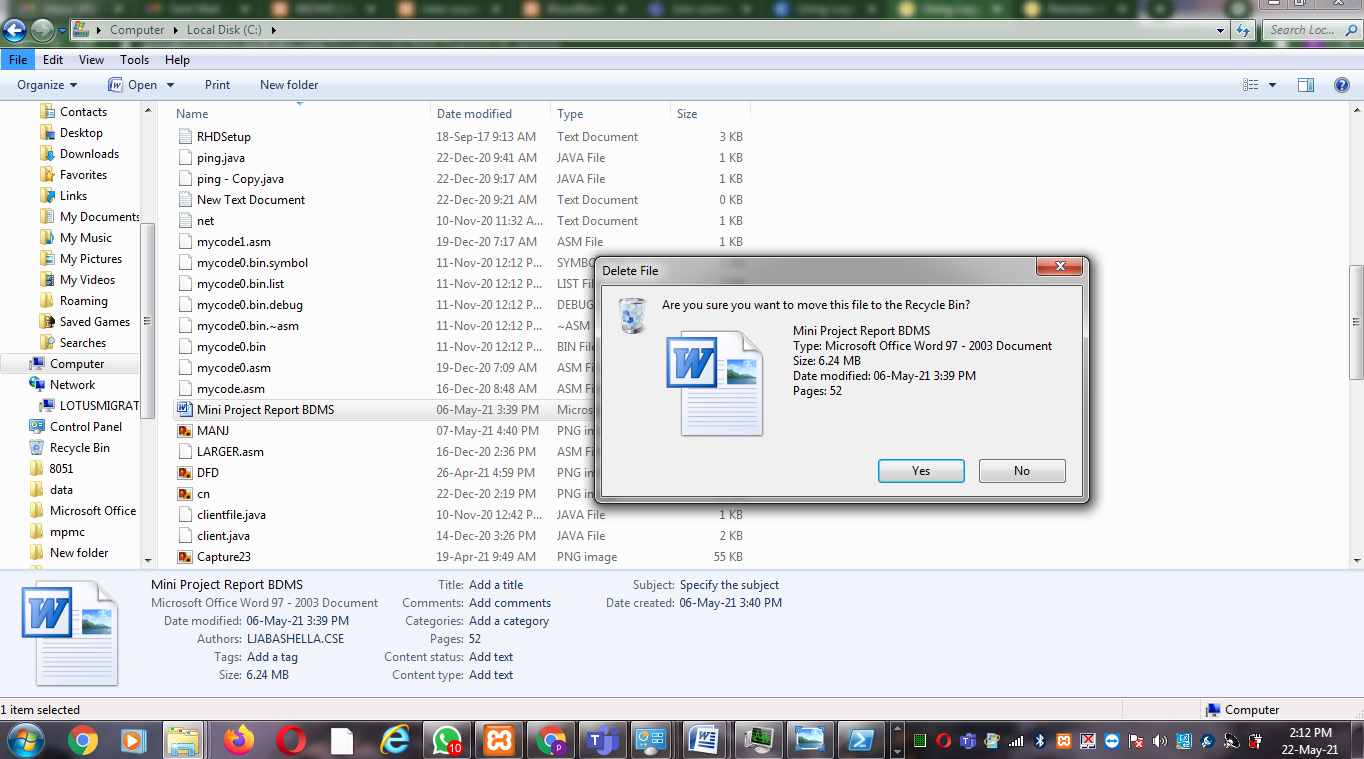 Computer ▸ Local Disk (C:) ▸
Search Loc...
File Edit View Tools Help
Organize Open Print New folder
Contacts
Desktop
Downloads
Favorites
Links
My Documents
My Music
My Pictures
My Videos
Roaming
Saved Games
Searches
Computer
Network
LOTUSMIGRAT
Control Panel
Recycle Bin
8051
data
Microsoft Office
mpmc
New folder
Name Date modified Type Size
RHDSetup 18-Sep-17 9:13 AM Text Document 3 KB
ping.java 22-Dec-20 9:41 AM JAVA File 1 KB
ping - Copy.java 22-Dec-20 9:17 AM JAVA File 1 KB
New Text Document 22-Dec-20 9:21 AM Text Document 0 KB
net 10-Nov-20 11:32 A... Text Document 1 KB
mycode1.asm 19-Dec-20 7:17 AM ASM File 1 KB
mycode0.bin.symbol 11-Nov-20 12:12 P... SYMBO
mycode0.bin.list 11-Nov-20 12:12 P... LIST Fi
mycode0.bin.debug 11-Nov-20 12:12 P... DEBUG
mycode0.bin.~asm 11-Nov-20 12:12 P... ~ASM
mycode0.bin 11-Nov-20 12:12 P... BIN File
mycode0.asm 19-Dec-20 7:09 AM ASM F
mycode.asm 16-Dec-20 8:48 AM ASM F
Mini Project Report BDMS 06-May-21 3:39 PM Micros
MANJ 07-May-21 4:40 PM PNG im
LARGER.asm 16-Dec-20 2:36 PM ASM F
DFD 26-Apr-21 4:59 PM PNG im
cn 22-Dec-20 2:19 PM PNG im
clientfile.java 10-Nov-20 12:42 P... JAVA File 1 KB
client.java 14-Dec-20 3:26 PM JAVA File 2 KB
Capture23 19-Apr-21 9:49 AM PNG image 55 KB
Delete File
Are you sure you want to move this file to the Recycle Bin?
Mini Project Report BDMS
Type: Microsoft Office Word 97 - 2003 Document
Size: 6.24 MB
Date modified: 06-May-21 3:39 PM
Pages: 52
Yes No
Mini Project Report BDMS Title: Add a title Subject: Specify the subject
Microsoft Office Word 97 - 2003 Document Comments: Add comments Date created: 06-May-21 3:40 PM
Date modified: 06-May-21 3:39 PM Categories: Add a category
Authors: LJABASHELLA.CSE Pages: 52
Tags: Add a tag Content status: Add text
Size: 6.24 MB Content type: Add text
1 item selected Computer
10
2:12 PM
22-May-21